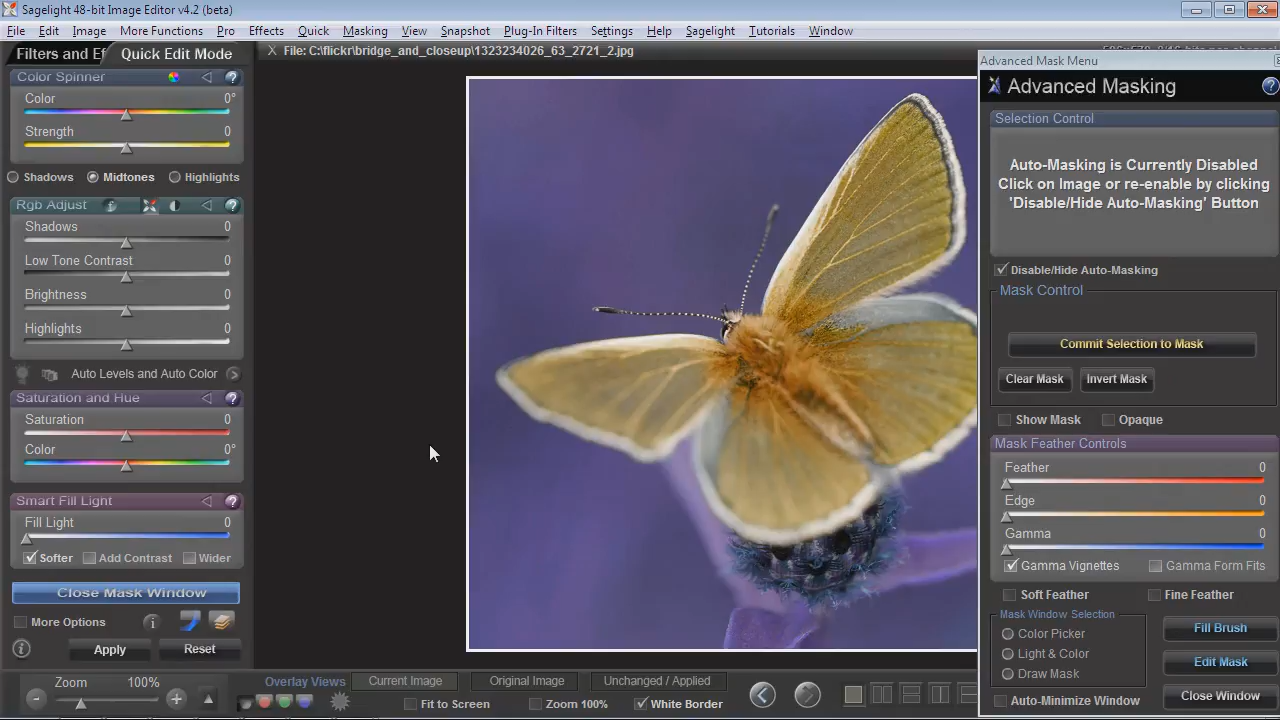 Sagelight 48-bit Image Editor v4.2 (beta)
File Edit Image More Functions Pro Effects Quick Masking View Snapshot Plug-In Filters Settings Help Sagelight Tutorials Window
Filters and Ef Quick Edit Mode
X File: C:\flickr\bridge_and_closeup\1323234026_63_2721_2.jpg
Color Spinner ?
Color 0°
Strength 0
Shadows Midtones Highlights
Rgb Adjust ?
Shadows 0
Low Tone Contrast 0
Brightness 0
Highlights 0
Auto Levels and Auto Color >
Saturation and Hue ?
Saturation 0
Color 0°
Smart Fill Light ?
Fill Light 0
Softer Add Contrast Wider
Close Mask Window
More Options i
i Apply Reset
Zoom 100%
Overlay Views Current Image Original Image Unchanged / Applied
Fit to Screen Zoom 100% White Border
Advanced Mask Menu
Advanced Masking ?
Selection Control
Auto-Masking is Currently Disabled
Click on Image or re-enable by clicking
'Disable/Hide Auto-Masking' Button
Disable/Hide Auto-Masking
Mask Control
Commit Selection to Mask
Clear Mask Invert Mask
Show Mask Opaque
Mask Feather Controls
Feather 0
Edge 0
Gamma 0
Gamma Vignettes Gamma Form Fits
Soft Feather Fine Feather
Mask Window Selection
Color Picker
Light & Color
Draw Mask
Fill Brush
Edit Mask
Auto-Minimize Window Close Window